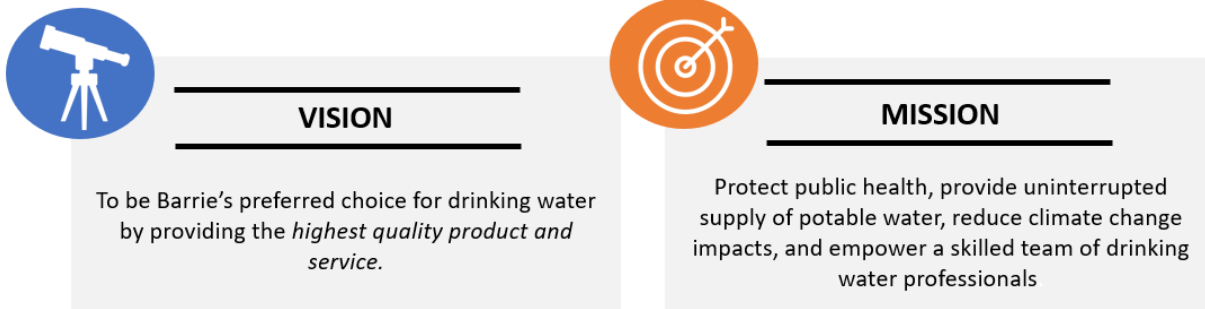 VISION
To be Barrie's preferred choice for drinking water
by providing the highest quality product and
service.
MISSION
Protect public health, provide uninterrupted
supply of potable water, reduce climate change
impacts, and empower a skilled team of drinking
water professionals